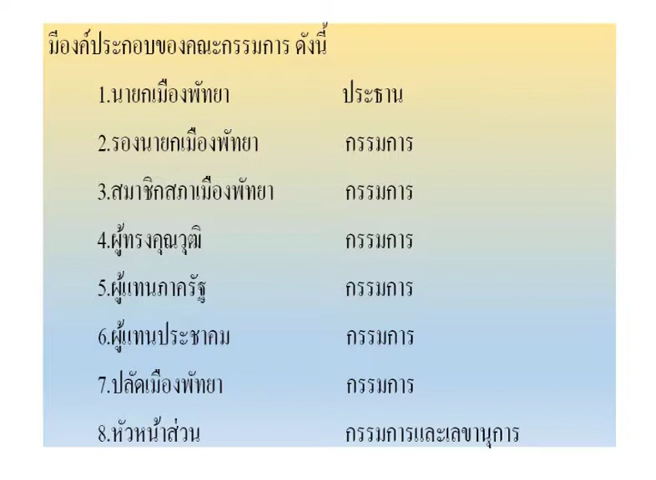 มีองค์ประกอบของคณะกรรมการ ดังนี้
1.นายกเมืองพัทยา ประธาน
2.รองนายกเมืองพัทยา กรรมการ
3.สมาชิกสภาเมืองพัทยา กรรมการ
4.ผู้ทรงคุณวุฒิ กรรมการ
5.ผู้แทนภาครัฐ กรรมการ
6.ผู้แทนประชาคม กรรมการ
7.ปลัดเมืองพัทยา กรรมการ
8.หัวหน้าส่วน กรรมการและเลขานุการ